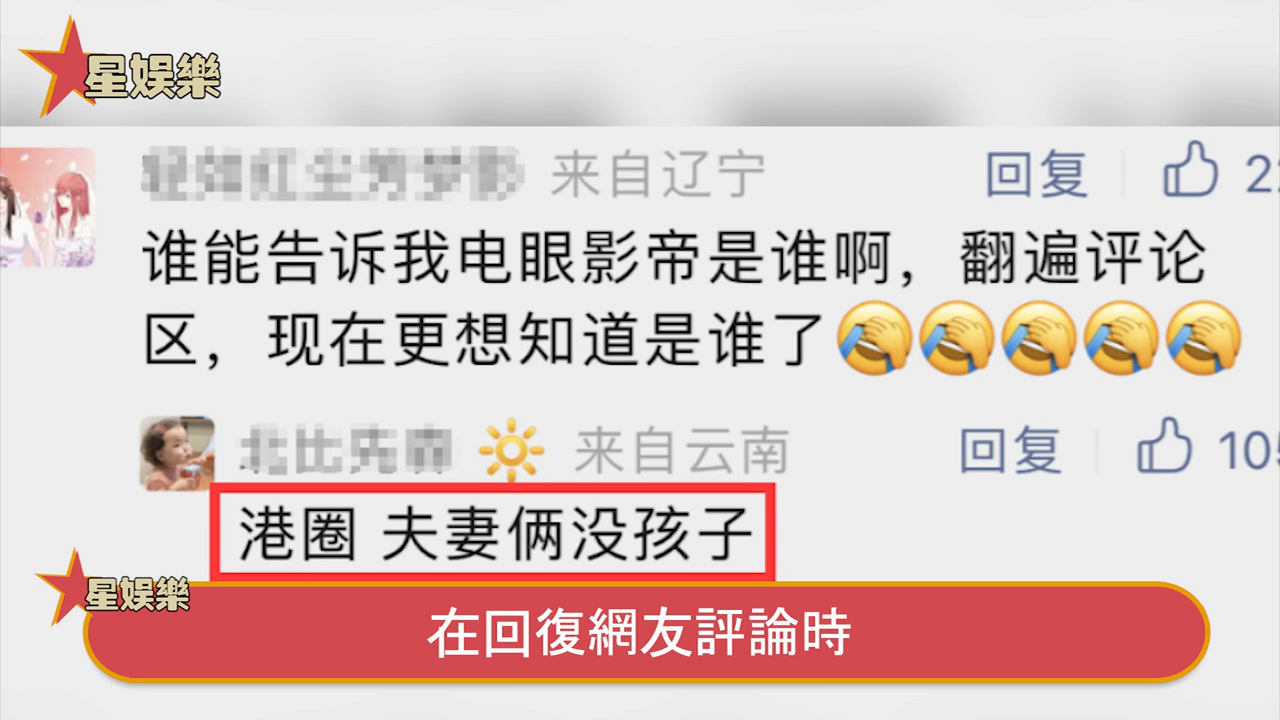 星娱樂
来自辽宁
回复
谁能告诉我电眼影帝是谁啊，翻遍评论
区，现在更想知道是谁了
来自云南
回复
港圈 夫妻俩没孩子
星娱樂
在回復網友評論時